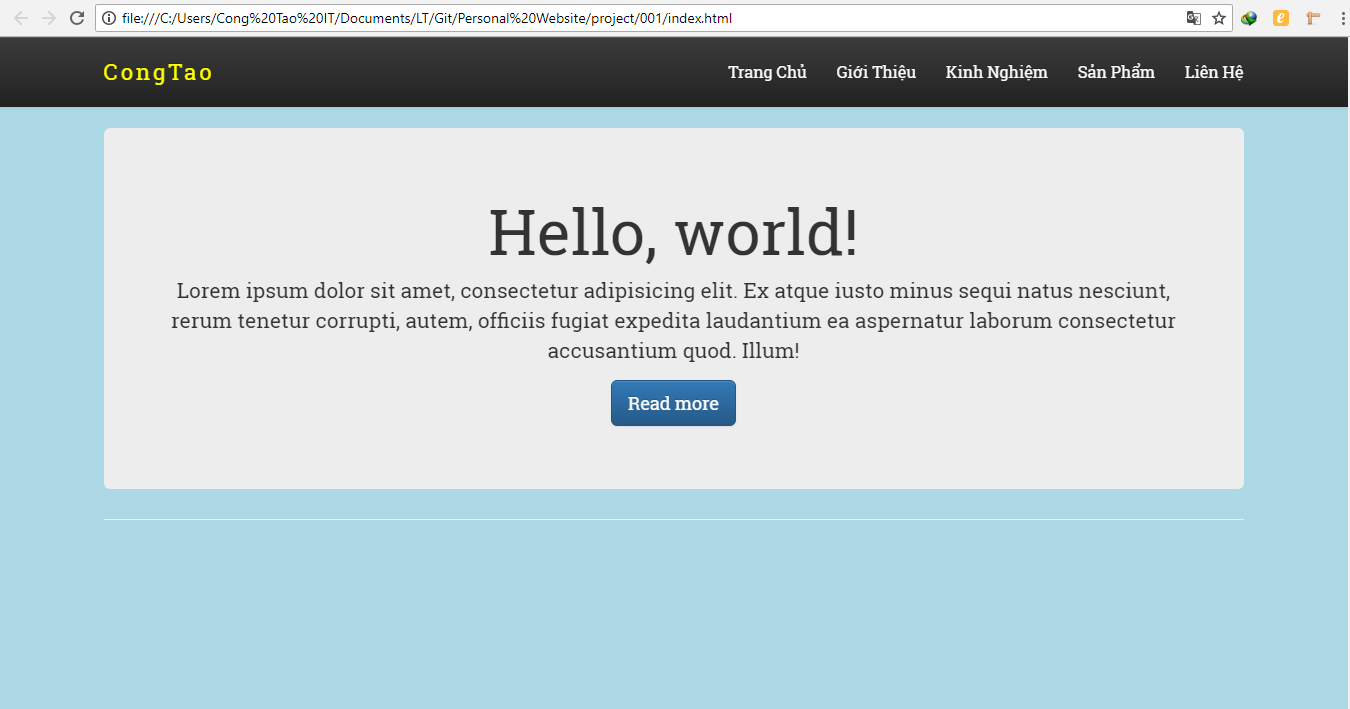 file:///C:/Users/Cong%20Tao%20IT/Documents/LT/Git/Personal%20Website/project/001/index.html
CongTao Trang Chủ Giới Thiệu Kinh Nghiệm Sản Phẩm Liên Hệ
Hello, world!
Lorem ipsum dolor sit amet, consectetur adipisicing elit. Ex atque iusto minus sequi natus nesciunt,
rerum tenetur corrupti, autem, officiis fugiat expedita laudantium ea aspernatur laborum consectetur
accusantium quod. Illum!
Read more